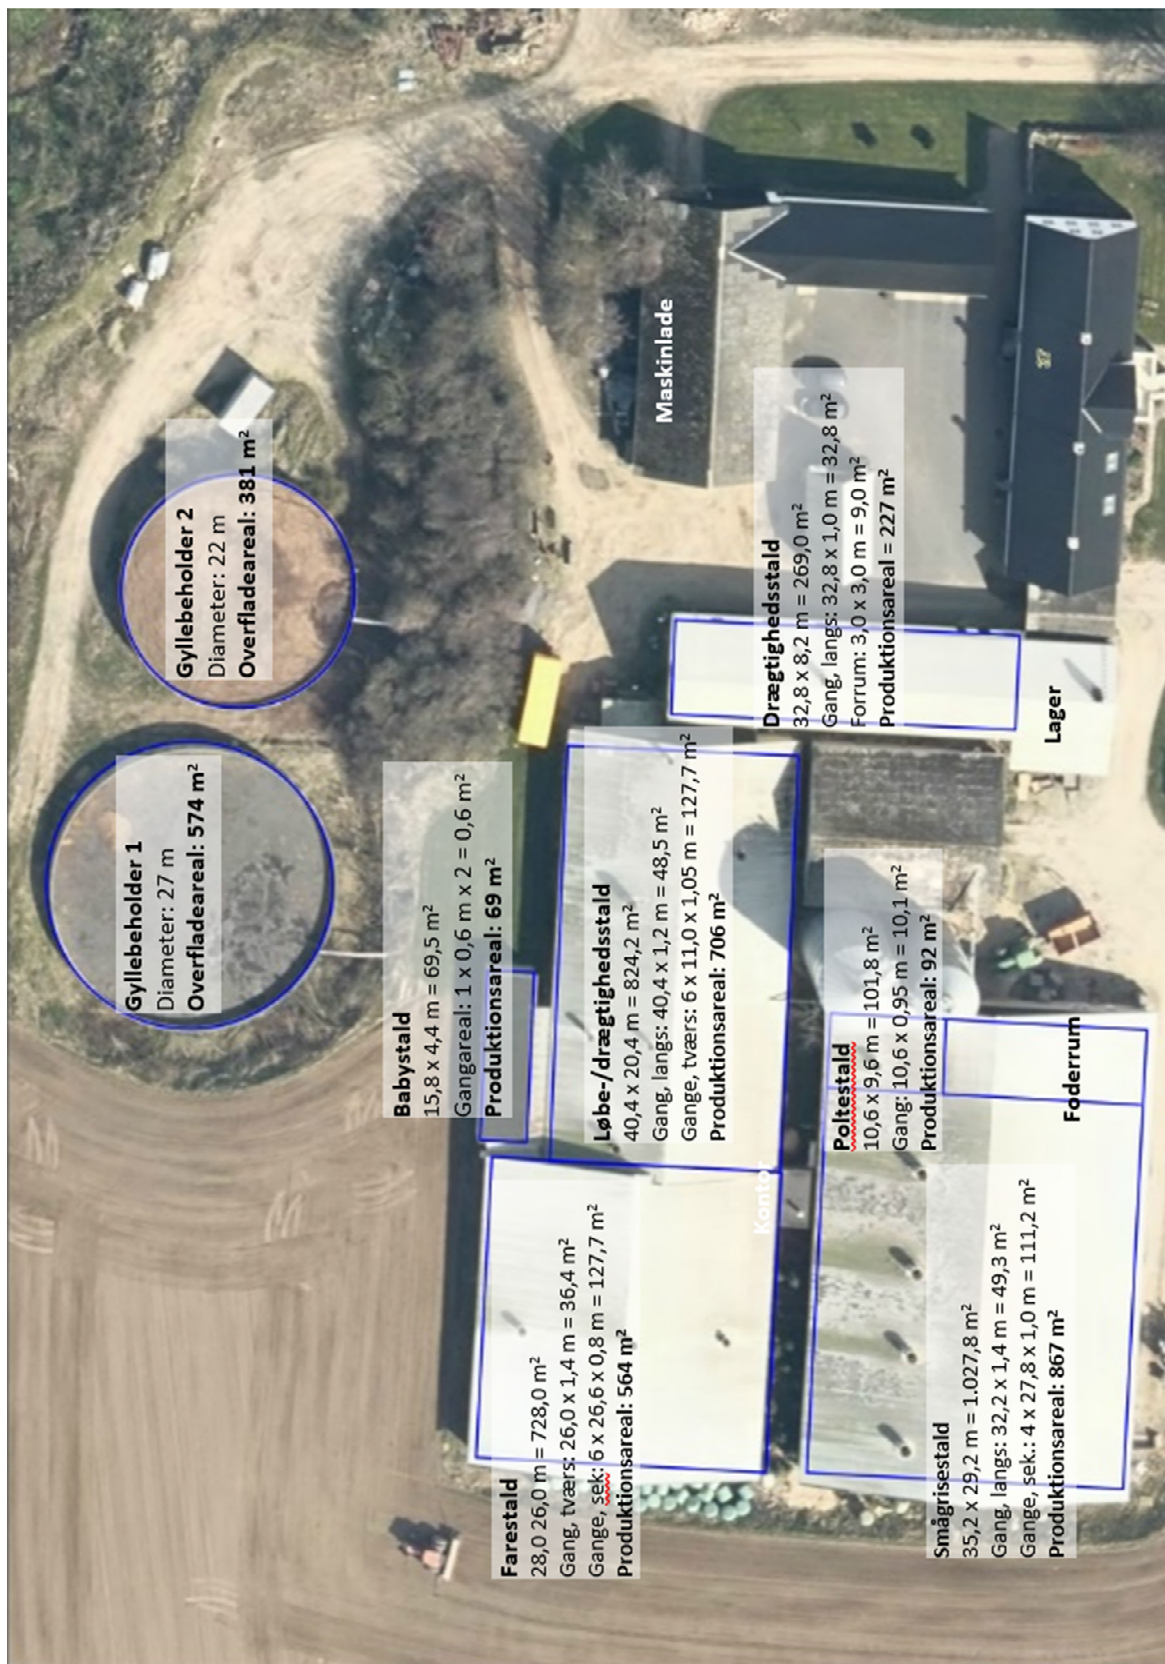 Gyllebeholder 1
Diameter: 27 m
Overfladeareal: 574 m²
Gyllebeholder 2
Diameter: 22 m
Overfladeareal: 381 m²
Babystald
15,8 x 4,4 m = 69,5 m²
Gangareal: 1 x 0,6 m x 2 = 0,6 m²
Produktionsareal: 69 m²
Maskinlade
Farestald
28,0 26,0 m = 728,0 m²
Gang, tværs: 26,0 x 1,4 m = 36,4 m²
Gange, sek: 6 x 26,6 x 0,8 m = 127,7 m²
Produktionsareal: 564 m²
Løbe-/drægtighedsstald
40,4 x 20,4 m = 824,2 m²
Gang, langs: 40,4 x 1,2 m = 48,5 m²
Gange, tværs: 6 x 11,0 x 1,05 m = 127,7 m²
Produktionsareal: 706 m²
Kontor
Drægtighedsstald
32,8 x 8,2 m = 269,0 m²
Gang, langs: 32,8 x 1,0 m = 32,8 m²
Forrum: 3,0 x 3,0 m = 9,0 m²
Produktionsareal = 227 m²
Poltestald
10,6 x 9,6 m = 101,8 m²
Gang: 10,6 x 0,95 m = 10,1 m²
Produktionsareal: 92 m²
Smågrisestald
35,2 x 29,2 m = 1.027,8 m²
Gang, langs: 32,2 x 1,4 m = 49,3 m²
Gange, sek.: 4 x 27,8 x 1,0 m = 111,2 m²
Produktionsareal: 867 m²
Foderrum
Lager
37